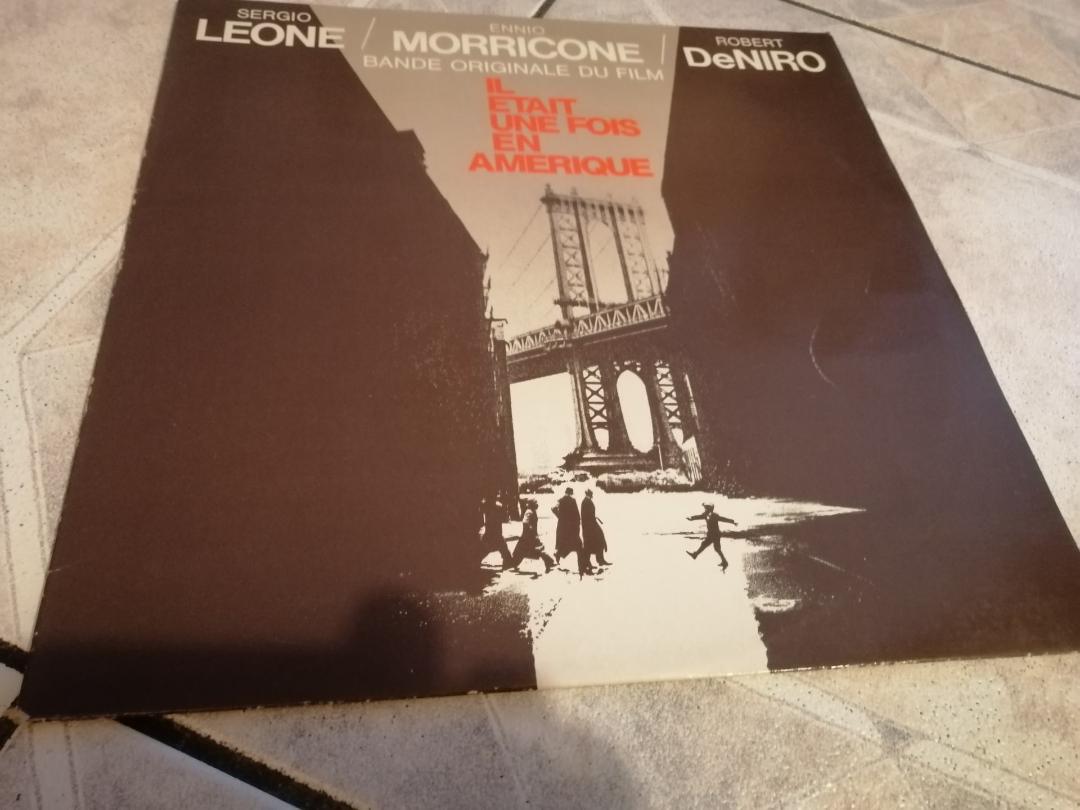 SERGIO
LEONE
ENNIO
MORRICONE
ROBERT
DeNIRO
BANDE ORIGINALE DU FILM
IL
ETAIT
UNE FOIS
EN
AMERIQUE